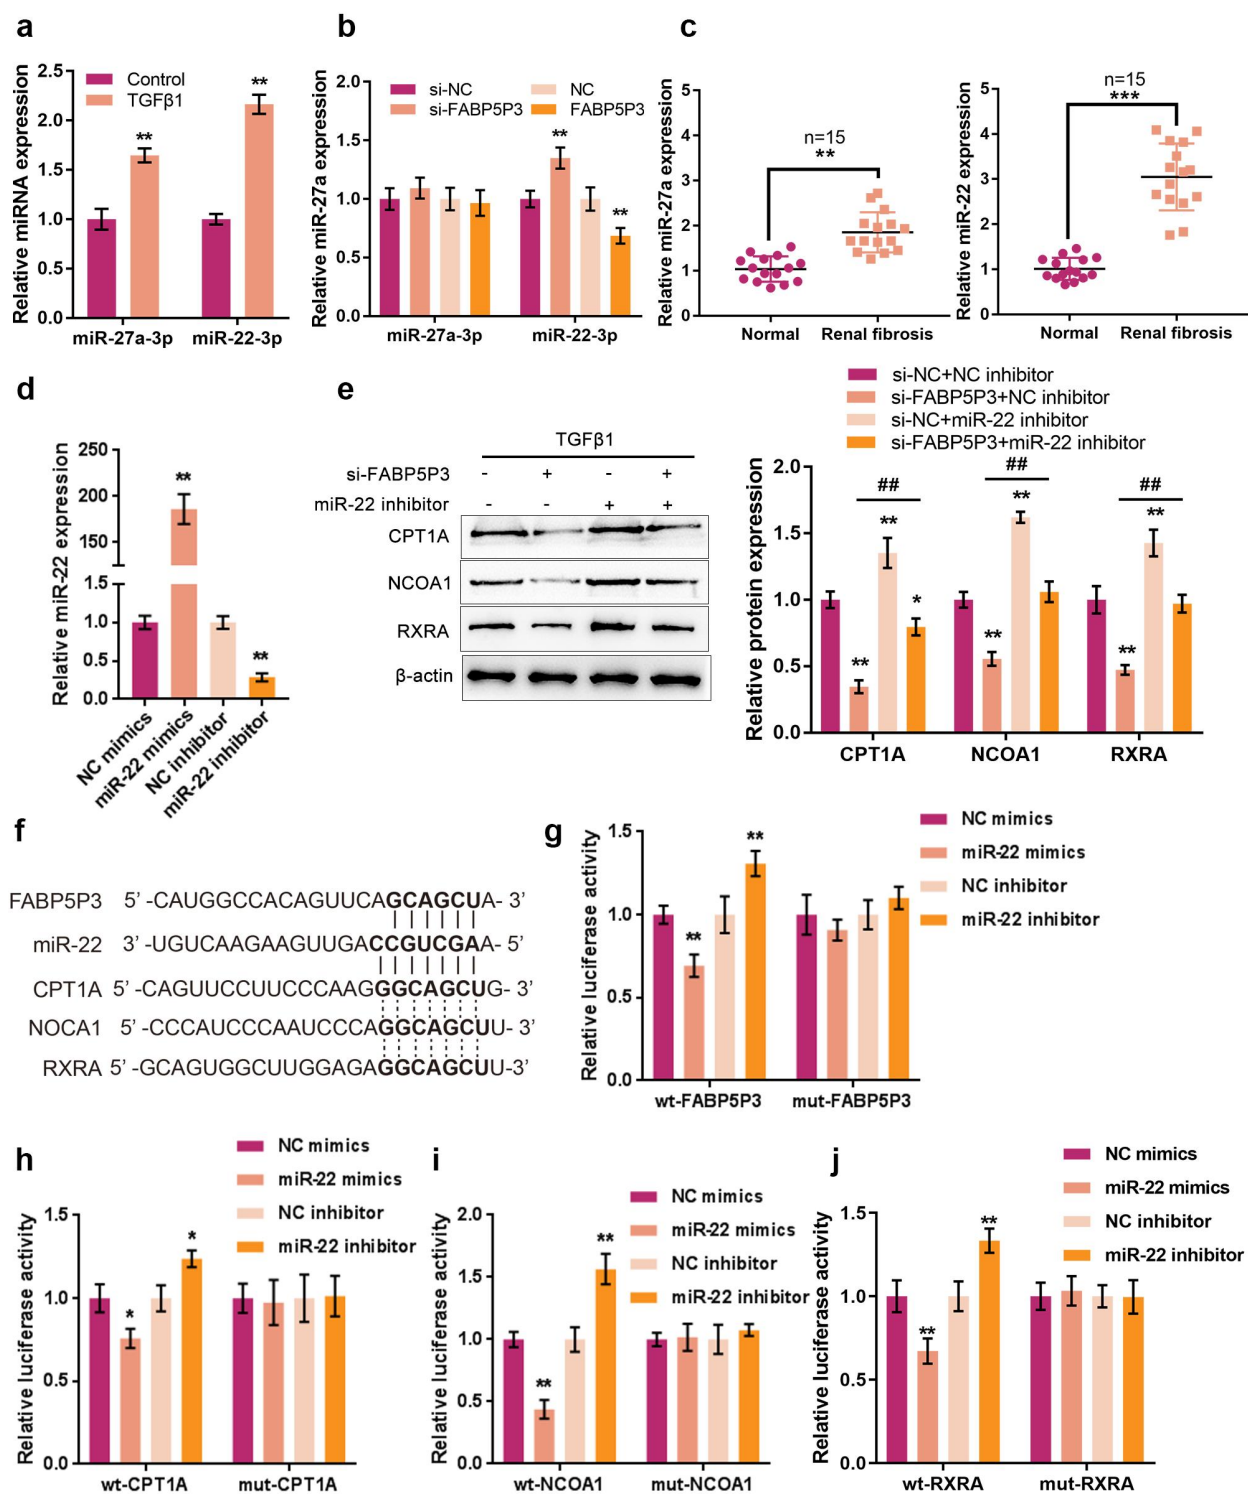 a
Relative miRNA expression
2.5
2.0
1.5
1.0
0.5
0.0
Control
TGFβ1
**
**
miR-27a-3p miR-22-3p
b
Relative miR-27a expression
2.0
1.5
1.0
0.5
0.0
si-NC NC
si-FABP5P3 FABP5P3
**
**
miR-27a-3p miR-22-3p
c
Relative miR-27a expression
5
4
3
2
1
0
n=15
**
Normal Renal fibrosis
Relative miR-22 expression
5
4
3
2
1
0
n=15
***
Normal Renal fibrosis
d
Relative miR-22 expression
250
200
150
1.5
1.0
0.5
0.0
**
**
NC mimics
miR-22 mimics
NC inhibitor
miR-22 inhibitor
e
TGFβ1
si-FABP5P3 - + - +
miR-22 inhibitor - - + +
CPT1A
NCOA1
RXRA
β-actin
si-NC+NC inhibitor
si-FABP5P3+NC inhibitor
si-NC+miR-22 inhibitor
si-FABP5P3+miR-22 inhibitor
Relative protein expression
2.0
1.5
1.0
0.5
0.0
## ## ##
** ** *
** **
** **
CPT1A NCOA1 RXRA
f
FABP5P3 5’ -CAUGGCCACAGUUCAGCAGCUA- 3’
miR-22 3’ -UGUCAAGAAGUUGACCGUCGAA- 5’
CPT1A 5’ -CAGUUCCUUCCCAAGGGCAGCUG- 3’
NOCA1 5’ -CCCAUCCCAAUCCCAGGCAGCUU- 3’
RXRA 5’ -GCAGUGGCUUGGAGAGGCAGCUU-3’
g
Relative luciferase activity
1.5
1.0
0.5
0.0
**
**
NC mimics
miR-22 mimics
NC inhibitor
miR-22 inhibitor
wt-FABP5P3 mut-FABP5P3
h
Relative luciferase activity
1.5
1.0
0.5
0.0
NC mimics
miR-22 mimics
NC inhibitor
miR-22 inhibitor
*
*
wt-CPT1A mut-CPT1A
i
Relative luciferase activity
2.0
1.5
1.0
0.5
0.0
NC mimics
miR-22 mimics
NC inhibitor
miR-22 inhibitor
**
**
wt-NCOA1 mut-NCOA1
j
Relative luciferase activity
1.5
1.0
0.5
0.0
NC mimics
miR-22 mimics
NC inhibitor
miR-22 inhibitor
**
**
wt-RXRA mut-RXRA